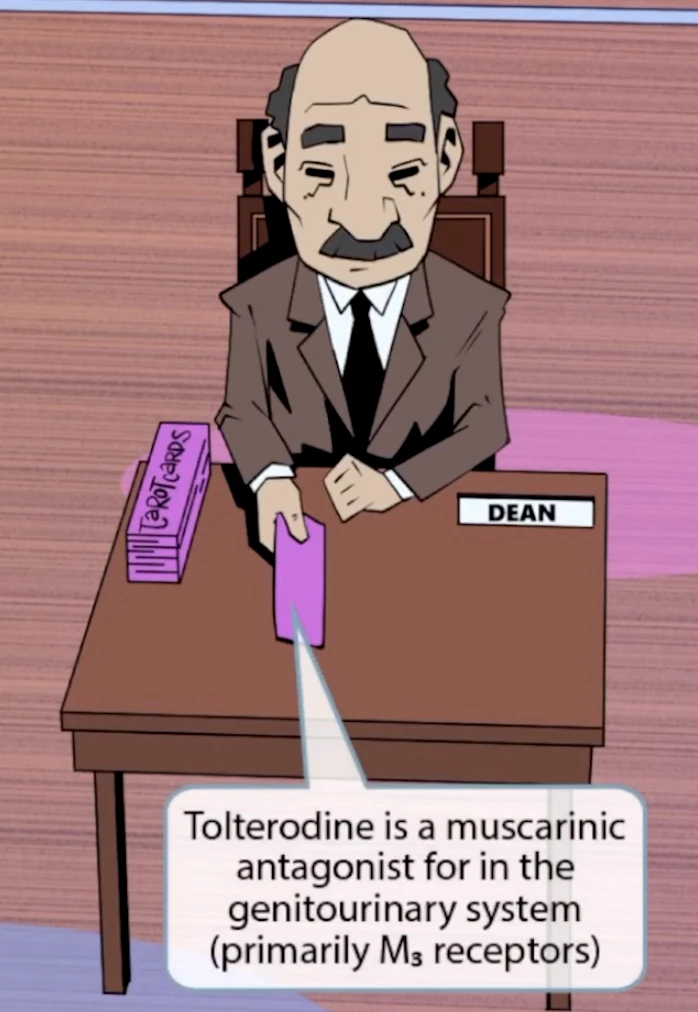 TaROT CaRDS
DEAN
Tolterodine is a muscarinic
antagonist for in the
genitourinary system
(primarily M₃ receptors)